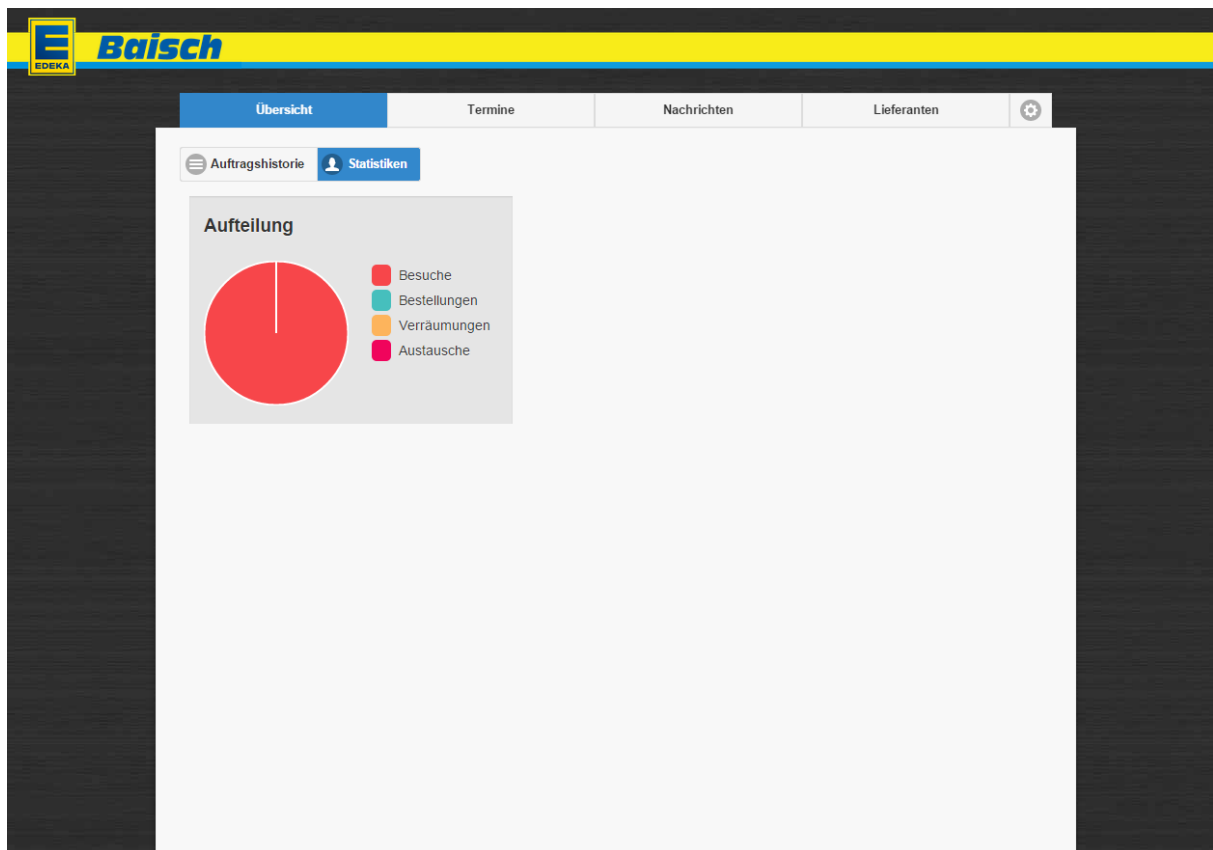 EDEKA
Baisch
Übersicht
Termine
Nachrichten
Lieferanten
Auftragshistorie
Statistiken
Aufteilung
Besuche
Bestellungen
Verräumungen
Austausche